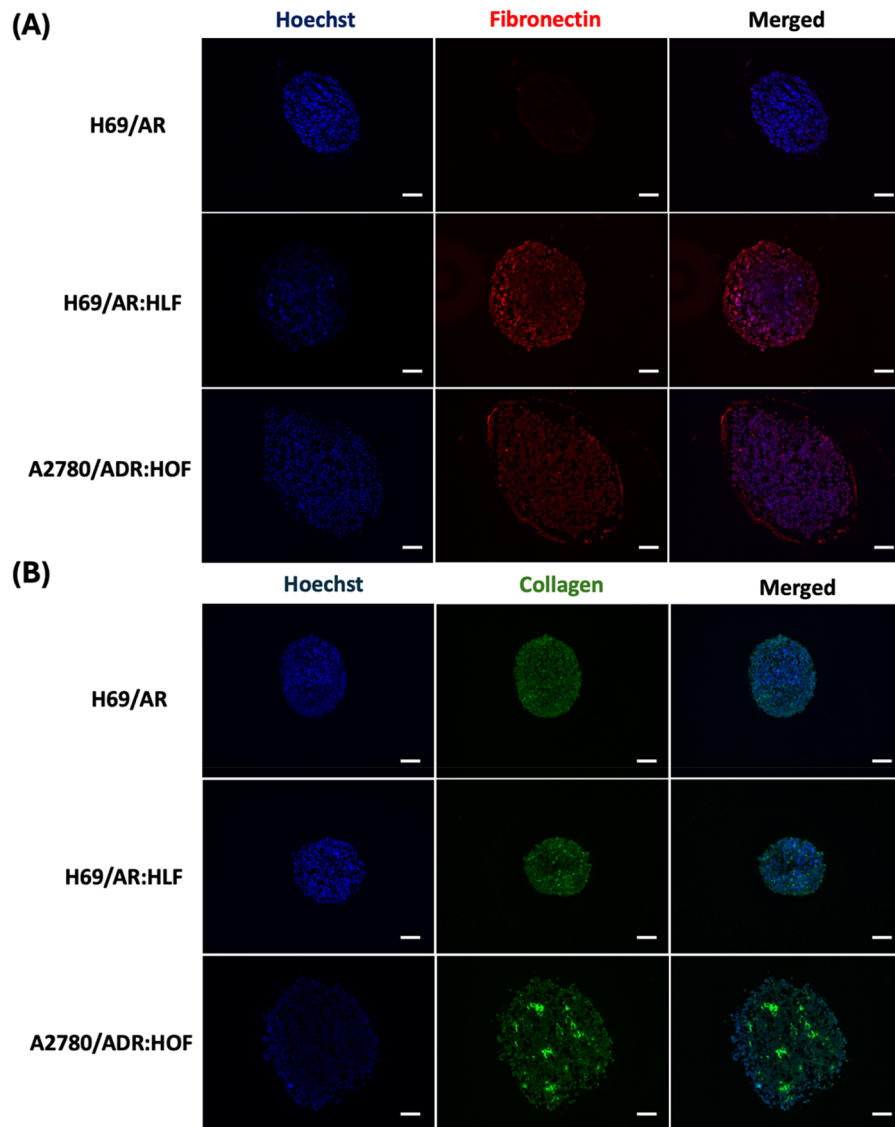 (A)
Hoechst Fibronectin Merged
H69/AR
H69/AR:HLF
A2780/ADR:HOF
(B)
Hoechst Collagen Merged
H69/AR
H69/AR:HLF
A2780/ADR:HOF